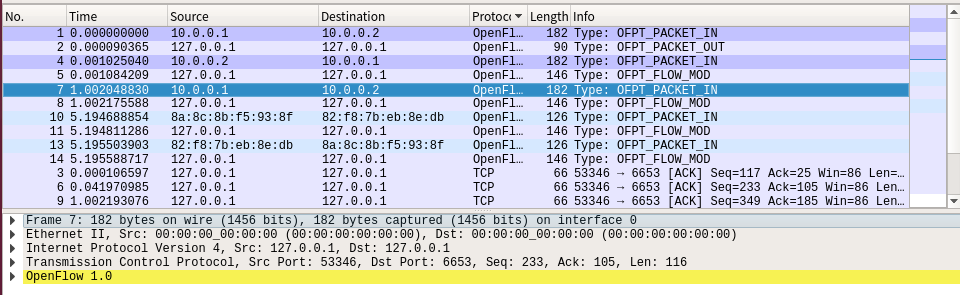 No. Time Source Destination Protoc Length Info
1 0.000000000 10.0.0.1 10.0.0.2 OpenFl… 182 Type: OFPT_PACKET_IN
2 0.000090365 127.0.0.1 127.0.0.1 OpenFl… 90 Type: OFPT_PACKET_OUT
4 0.001025040 10.0.0.2 10.0.0.1 OpenFl… 182 Type: OFPT_PACKET_IN
5 0.001084209 127.0.0.1 127.0.0.1 OpenFl… 146 Type: OFPT_FLOW_MOD
7 1.002048830 10.0.0.1 10.0.0.2 OpenFl… 182 Type: OFPT_PACKET_IN
8 1.002175588 127.0.0.1 127.0.0.1 OpenFl… 146 Type: OFPT_FLOW_MOD
10 5.194688854 8a:8c:8b:f5:93:8f 82:f8:7b:eb:8e:db OpenFl… 126 Type: OFPT_PACKET_IN
11 5.194811286 127.0.0.1 127.0.0.1 OpenFl… 146 Type: OFPT_FLOW_MOD
13 5.195503903 82:f8:7b:eb:8e:db 8a:8c:8b:f5:93:8f OpenFl… 126 Type: OFPT_PACKET_IN
14 5.195588717 127.0.0.1 127.0.0.1 OpenFl… 146 Type: OFPT_FLOW_MOD
3 0.000106597 127.0.0.1 127.0.0.1 TCP 66 53346 → 6653 [ACK] Seq=117 Ack=25 Win=86 Len=…
6 0.041970985 127.0.0.1 127.0.0.1 TCP 66 53346 → 6653 [ACK] Seq=233 Ack=105 Win=86 Len…
9 1.002193076 127.0.0.1 127.0.0.1 TCP 66 53346 → 6653 [ACK] Seq=349 Ack=185 Win=86 Len…
Frame 7: 182 bytes on wire (1456 bits), 182 bytes captured (1456 bits) on interface 0
Ethernet II, Src: 00:00:00_00:00:00 (00:00:00:00:00:00), Dst: 00:00:00_00:00:00 (00:00:00:00:00:00)
Internet Protocol Version 4, Src: 127.0.0.1, Dst: 127.0.0.1
Transmission Control Protocol, Src Port: 53346, Dst Port: 6653, Seq: 233, Ack: 105, Len: 116
OpenFlow 1.0